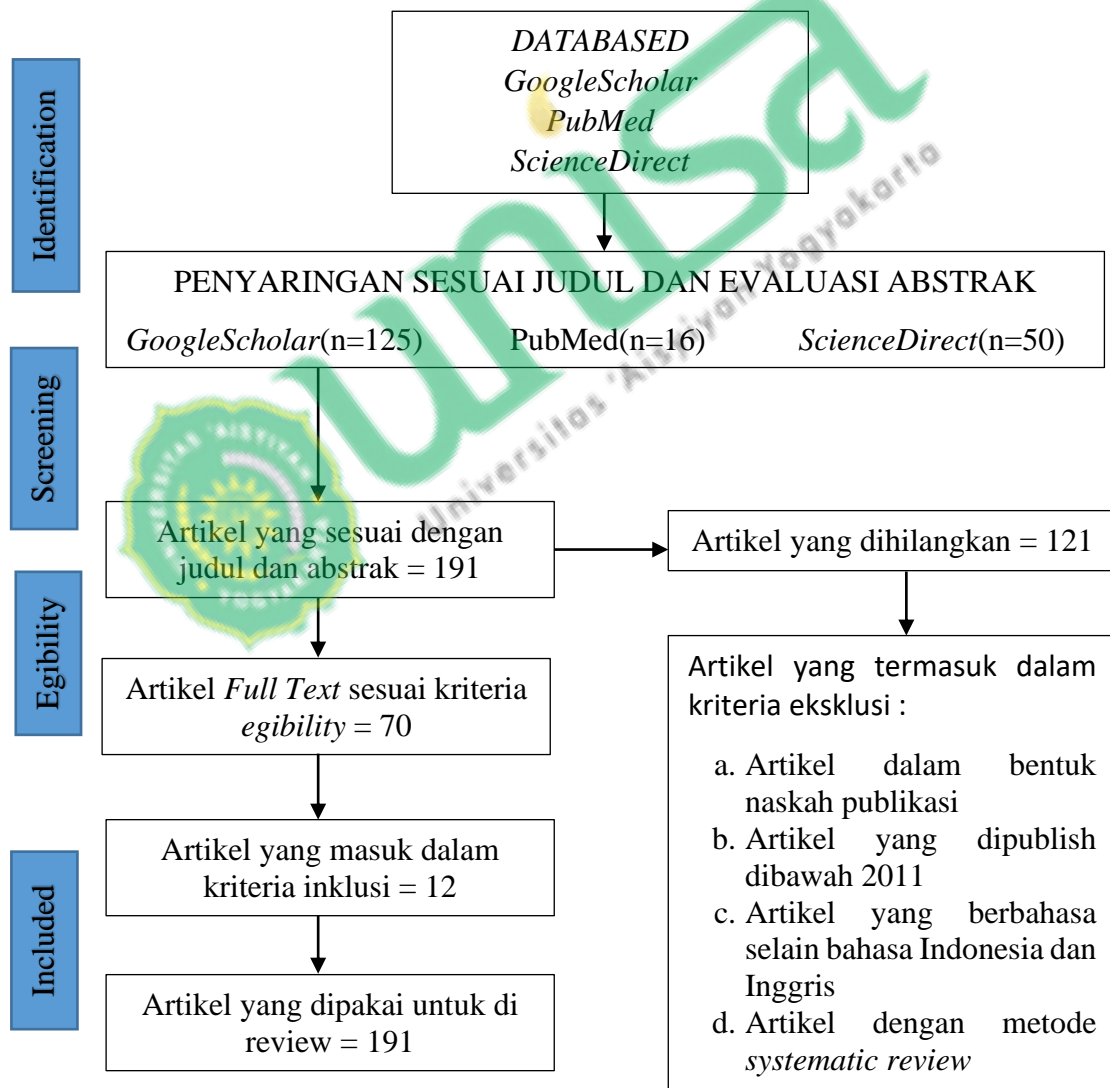 DATABASED
GoogleScholar
PubMed
ScienceDirect
Identification
PENYARINGAN SESUAI JUDUL DAN EVALUASI ABSTRAK
GoogleScholar(n=125) PubMed(n=16) ScienceDirect(n=50)
unisa
Universitas 'Aisyiyah Yogyakarta
Screening
Artikel yang sesuai dengan
judul dan abstrak = 191
Artikel yang dihilangkan = 121
Egibility
Artikel Full Text sesuai kriteria
egibility = 70
Artikel yang termasuk dalam
kriteria eksklusi :
a. Artikel dalam bentuk
naskah publikasi
b. Artikel yang dipublish
dibawah 2011
c. Artikel yang berbahasa
selain bahasa Indonesia dan
Inggris
d. Artikel dengan metode
systematic review
Included
Artikel yang masuk dalam
kriteria inklusi = 12
Artikel yang dipakai untuk di
review = 191